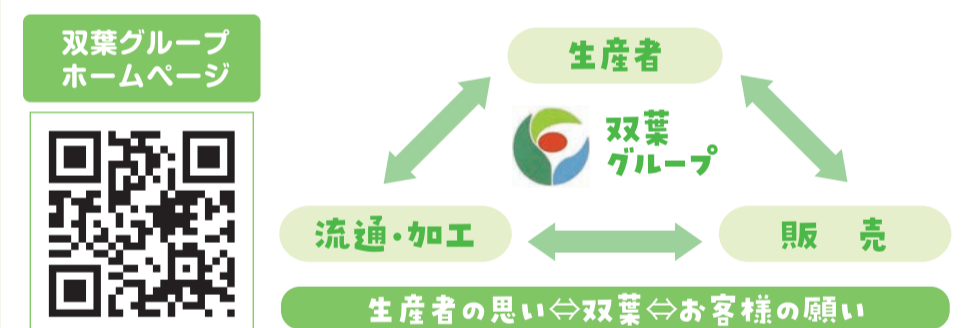 双葉グループ
ホームページ
生産者
双葉
グループ
流通・加工
販　売
生産者の思い⇔双葉⇔お客様の願い